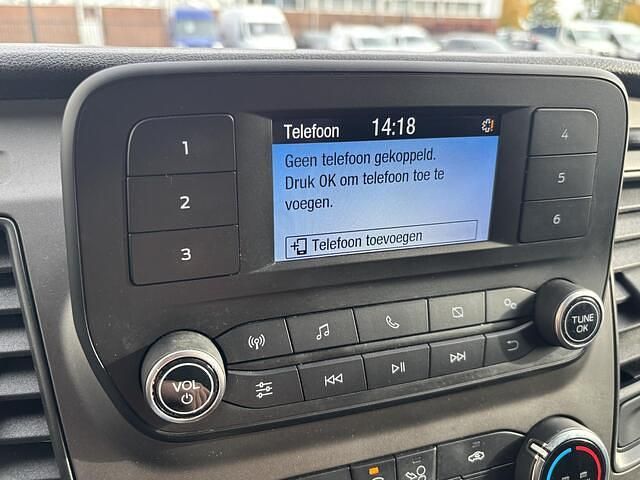 Telefoon 14:18
Geen telefoon gekoppeld.
Druk OK om telefoon toe te
voegen.
Telefoon toevoegen
1
2
3
4
5
6
VOL
TUNE
OK